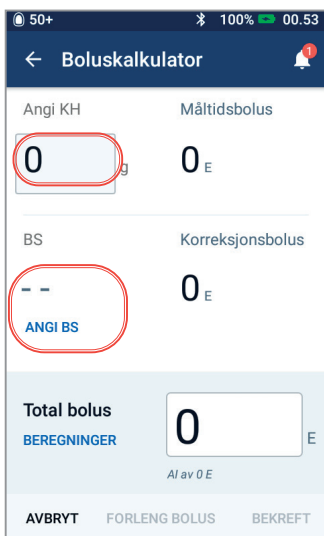 50+ 100% 00.53
Boluskalkulator 1
Angi KH Måltidsbolus
0 g 0 E
BS Korreksjonsbolus
-- 0 E
ANGI BS
Total bolus 0 E
BEREGNINGER
AI av 0 E
AVBRYT FORLENG BOLUS BEKREFT